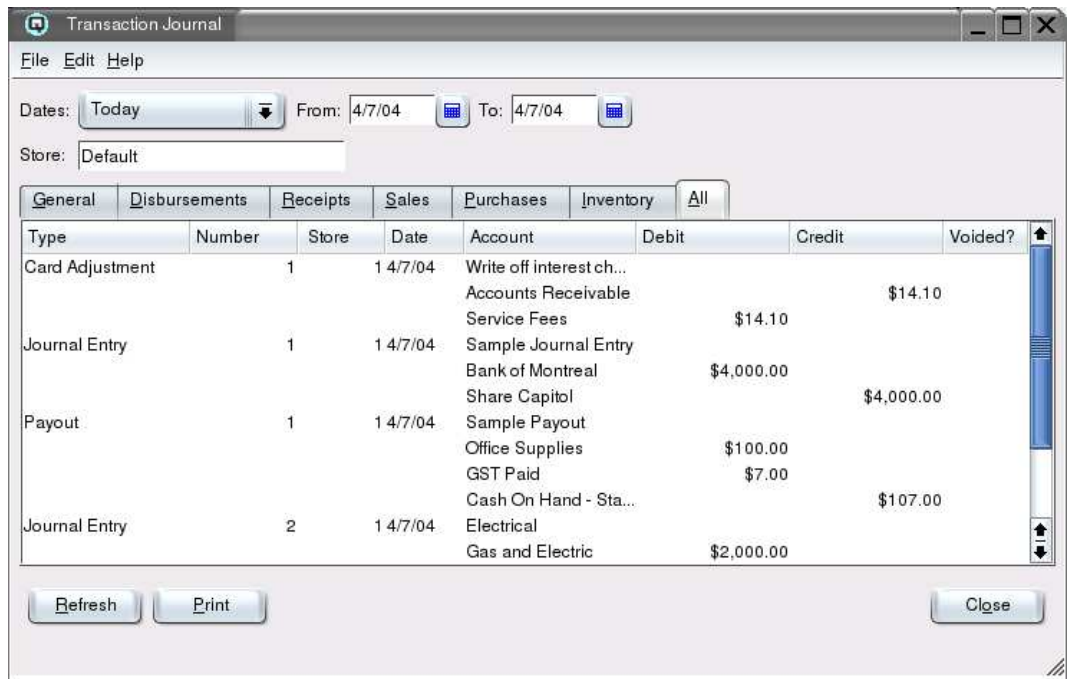 Transaction Journal
File Edit Help
Dates: Today From: 4/7/04 To: 4/7/04
Store: Default
General Disbursements Receipts Sales Purchases Inventory All
Type Number Store Date Account Debit Credit Voided?
Card Adjustment 1 1 4/7/04 Write off interest ch...
Accounts Receivable $14.10
Service Fees $14.10
Journal Entry 1 1 4/7/04 Sample Journal Entry
Bank of Montreal $4,000.00
Share Capitol $4,000.00
Payout 1 1 4/7/04 Sample Payout
Office Supplies $100.00
GST Paid $7.00
Cash On Hand - Sta... $107.00
Journal Entry 2 1 4/7/04 Electrical
Gas and Electric $2,000.00
Refresh Print Close